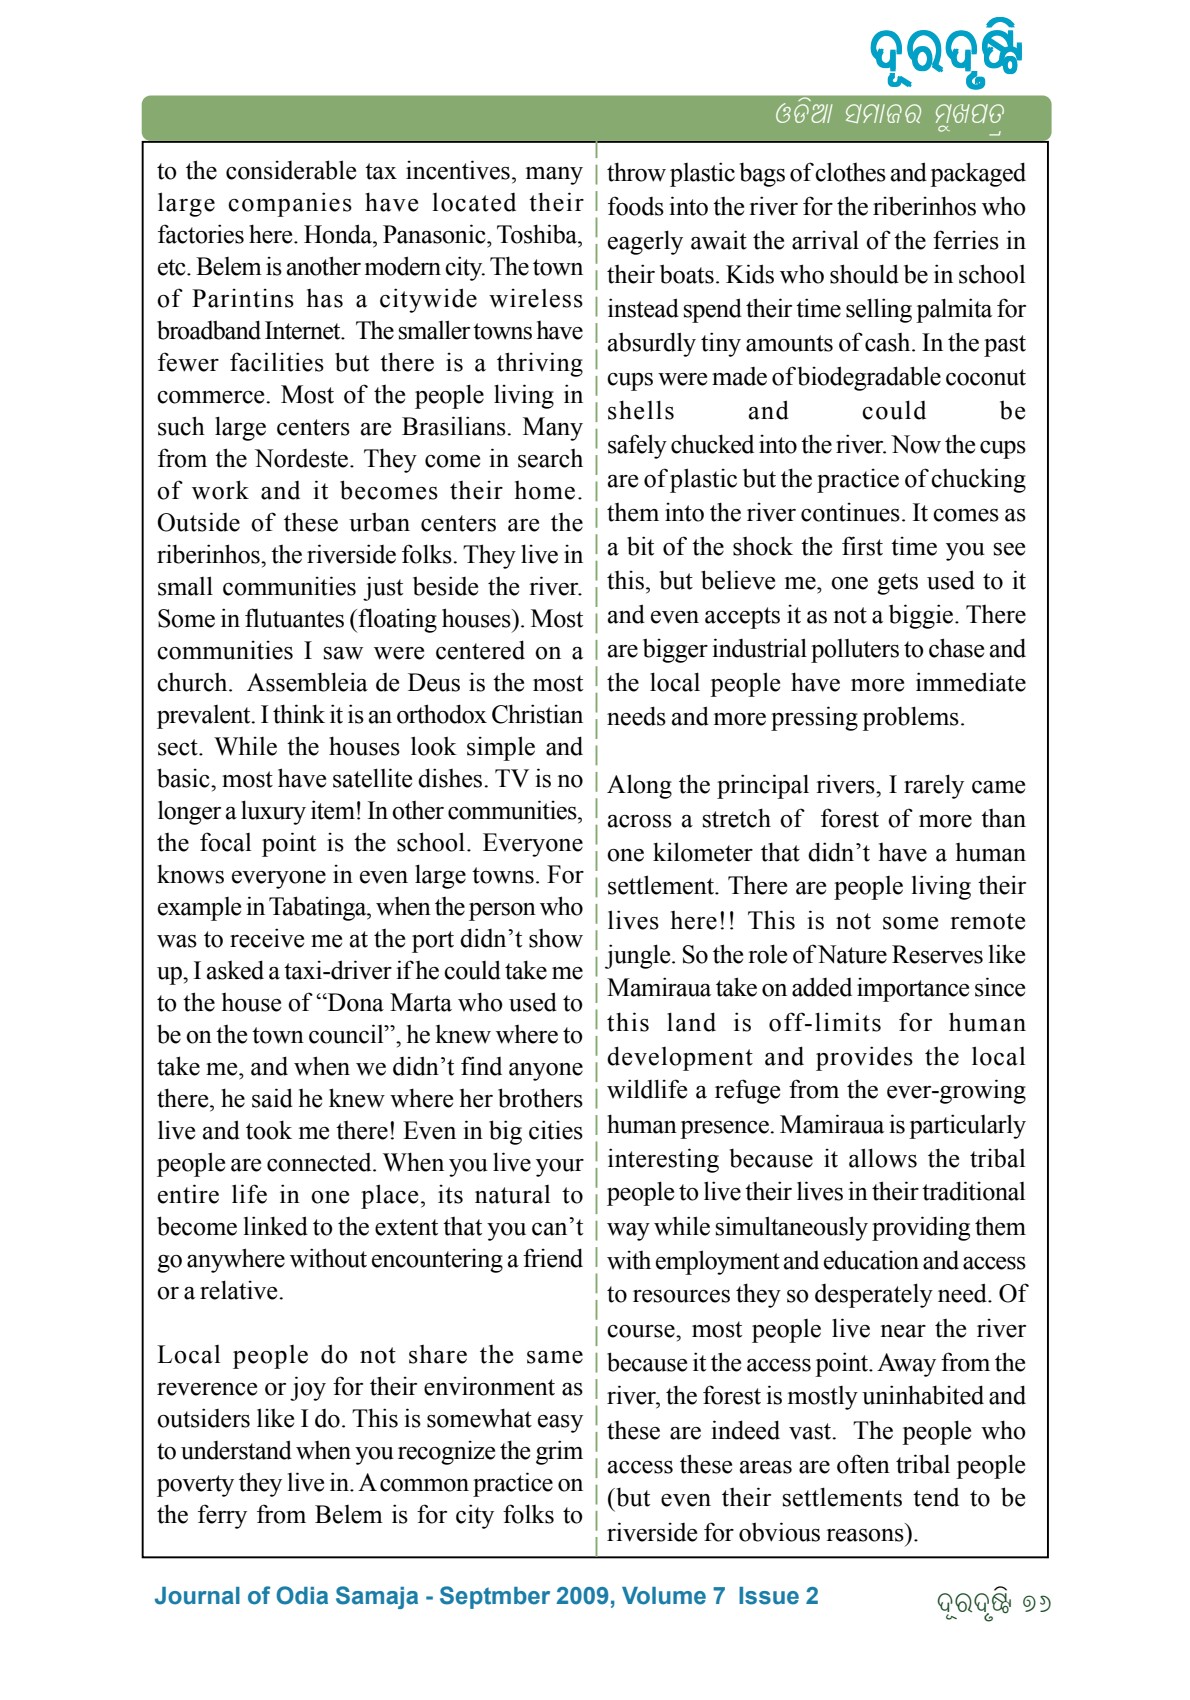 ଦୂରଦୃଷ୍ଟି
ଓଡିଆ ସମାଜର ମୁଖପତ୍ର
to the considerable tax incentives, many
large companies have located their
factories here. Honda, Panasonic, Toshiba,
etc. Belem is another modern city. The town
of Parintins has a citywide wireless
broadband Internet. The smaller towns have
fewer facilities but there is a thriving
commerce. Most of the people living in
such large centers are Brasilians. Many
from the Nordeste. They come in search
of work and it becomes their home.
Outside of these urban centers are the
riberinhos, the riverside folks. They live in
small communities just beside the river.
Some in flutuantes (floating houses). Most
communities I saw were centered on a
church. Assembleia de Deus is the most
prevalent. I think it is an orthodox Christian
sect. While the houses look simple and
basic, most have satellite dishes. TV is no
longer a luxury item! In other communities,
the focal point is the school. Everyone
knows everyone in even large towns. For
example in Tabatinga, when the person who
was to receive me at the port didn’t show
up, I asked a taxi-driver if he could take me
to the house of “Dona Marta who used to
be on the town council”, he knew where to
take me, and when we didn’t find anyone
there, he said he knew where her brothers
live and took me there! Even in big cities
people are connected. When you live your
entire life in one place, its natural to
become linked to the extent that you can’t
go anywhere without encountering a friend
or a relative.
Local people do not share the same
reverence or joy for their environment as
outsiders like I do. This is somewhat easy
to understand when you recognize the grim
poverty they live in. A common practice on
the ferry from Belem is for city folks to
throw plastic bags of clothes and packaged
foods into the river for the riberinhos who
eagerly await the arrival of the ferries in
their boats. Kids who should be in school
instead spend their time selling palmita for
absurdly tiny amounts of cash. In the past
cups were made of biodegradable coconut
shells and could be
safely chucked into the river. Now the cups
are of plastic but the practice of chucking
them into the river continues. It comes as
a bit of the shock the first time you see
this, but believe me, one gets used to it
and even accepts it as not a biggie. There
are bigger industrial polluters to chase and
the local people have more immediate
needs and more pressing problems.
Along the principal rivers, I rarely came
across a stretch of forest of more than
one kilometer that didn’t have a human
settlement. There are people living their
lives here!! This is not some remote
jungle. So the role of Nature Reserves like
Mamiraua take on added importance since
this land is off-limits for human
development and provides the local
wildlife a refuge from the ever-growing
human presence. Mamiraua is particularly
interesting because it allows the tribal
people to live their lives in their traditional
way while simultaneously providing them
with employment and education and access
to resources they so desperately need. Of
course, most people live near the river
because it the access point. Away from the
river, the forest is mostly uninhabited and
these are indeed vast. The people who
access these areas are often tribal people
(but even their settlements tend to be
riverside for obvious reasons).
Journal of Odia Samaja - Septmber 2009, Volume 7 Issue 2
ଦୂରଦୃଷ୍ଟି ୭୬